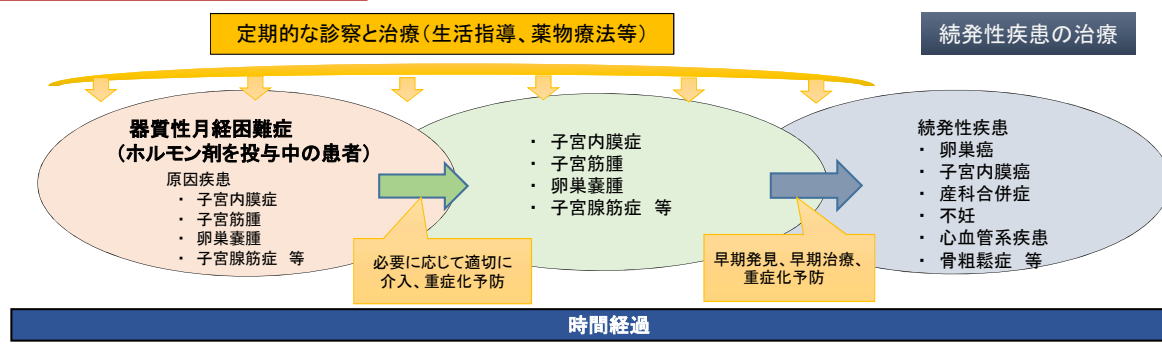 定期的な診察と治療(生活指導、薬物療法等)
続発性疾患の治療
器質性月経困難症
(ホルモン剤を投与中の患者)
原因疾患
・ 子宮内膜症
・ 子宮筋腫
・ 卵巣嚢腫
・ 子宮腺筋症 等
・ 子宮内膜症
・ 子宮筋腫
・ 卵巣嚢腫
・ 子宮腺筋症 等
続発性疾患
・ 卵巣癌
・ 子宮内膜癌
・ 産科合併症
・ 不妊
・ 心血管系疾患
・ 骨粗鬆症 等
必要に応じて適切に
介入、重症化予防
早期発見、早期治療、
重症化予防
時間経過